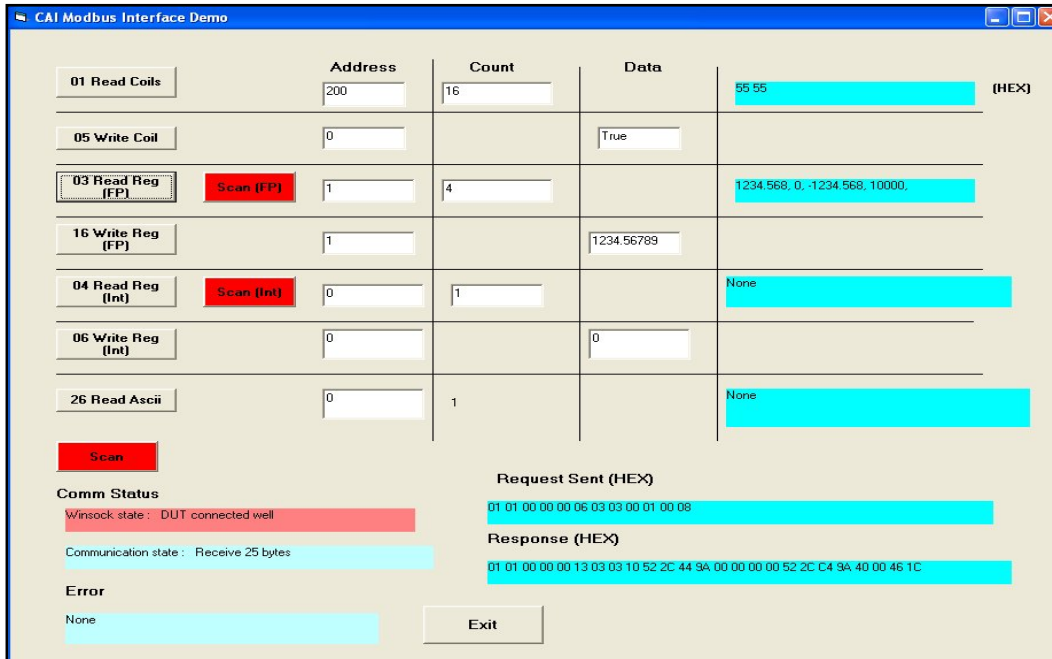 CAI Modbus Interface Demo
Address Count Data
01 Read Coils 200 16 55 55 (HEX)
05 Write Coil 0 True
03 Read Reg (FP) Scan (FP) 1 4 1234.568, 0, -1234.568, 10000,
16 Write Reg (FP) 1 1234.56789
04 Read Reg (Int) Scan (Int) 0 1 None
06 Write Reg (Int) 0 0
26 Read Ascii 0 1 None
Scan
Request Sent (HEX)
Comm Status
01 01 00 00 00 06 03 03 00 01 00 08
Winsock state : DUT connected well
Response (HEX)
Communication state : Receive 25 bytes
01 01 00 00 00 13 03 03 10 52 2C 44 9A 00 00 00 00 52 2C C4 9A 40 00 46 1C
Error
None
Exit